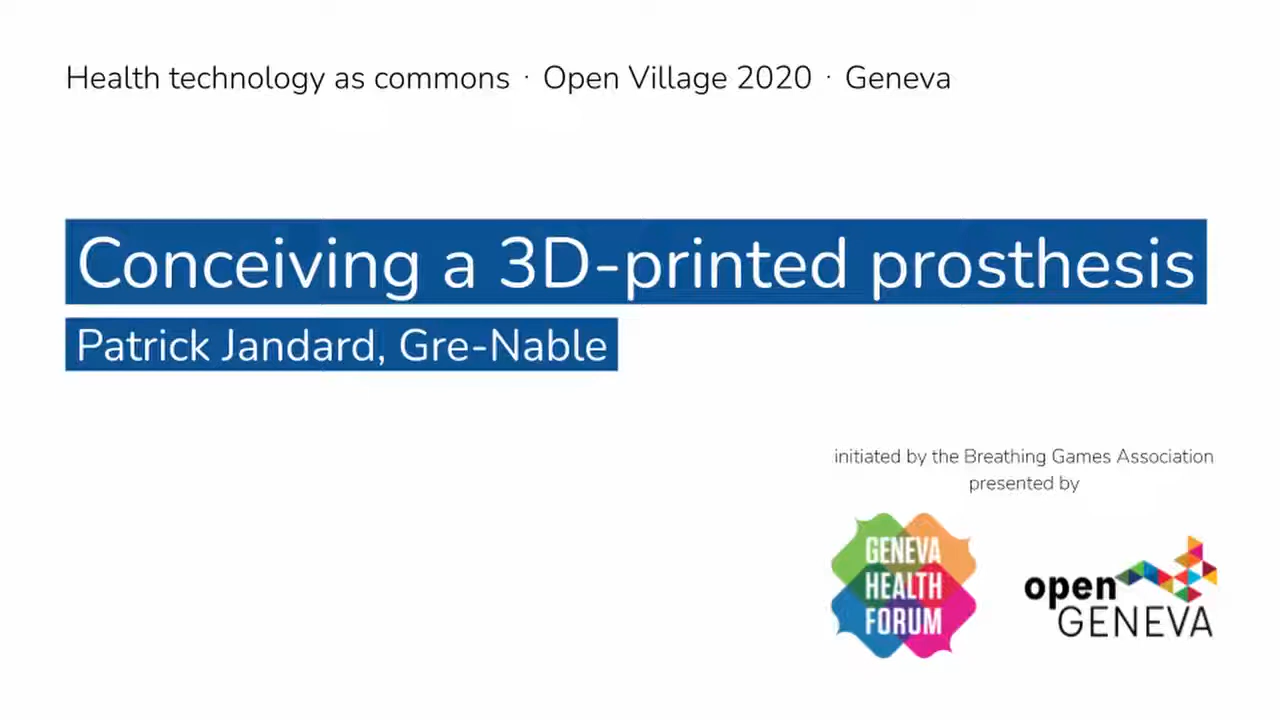 Health technology as commons · Open Village 2020 · Geneva
Conceiving a 3D-printed prosthesis
Patrick Jandard, Gre-Nable
initiated by the Breathing Games Association
presented by
GENEVA
HEALTH
FORUM
open
GENEVA